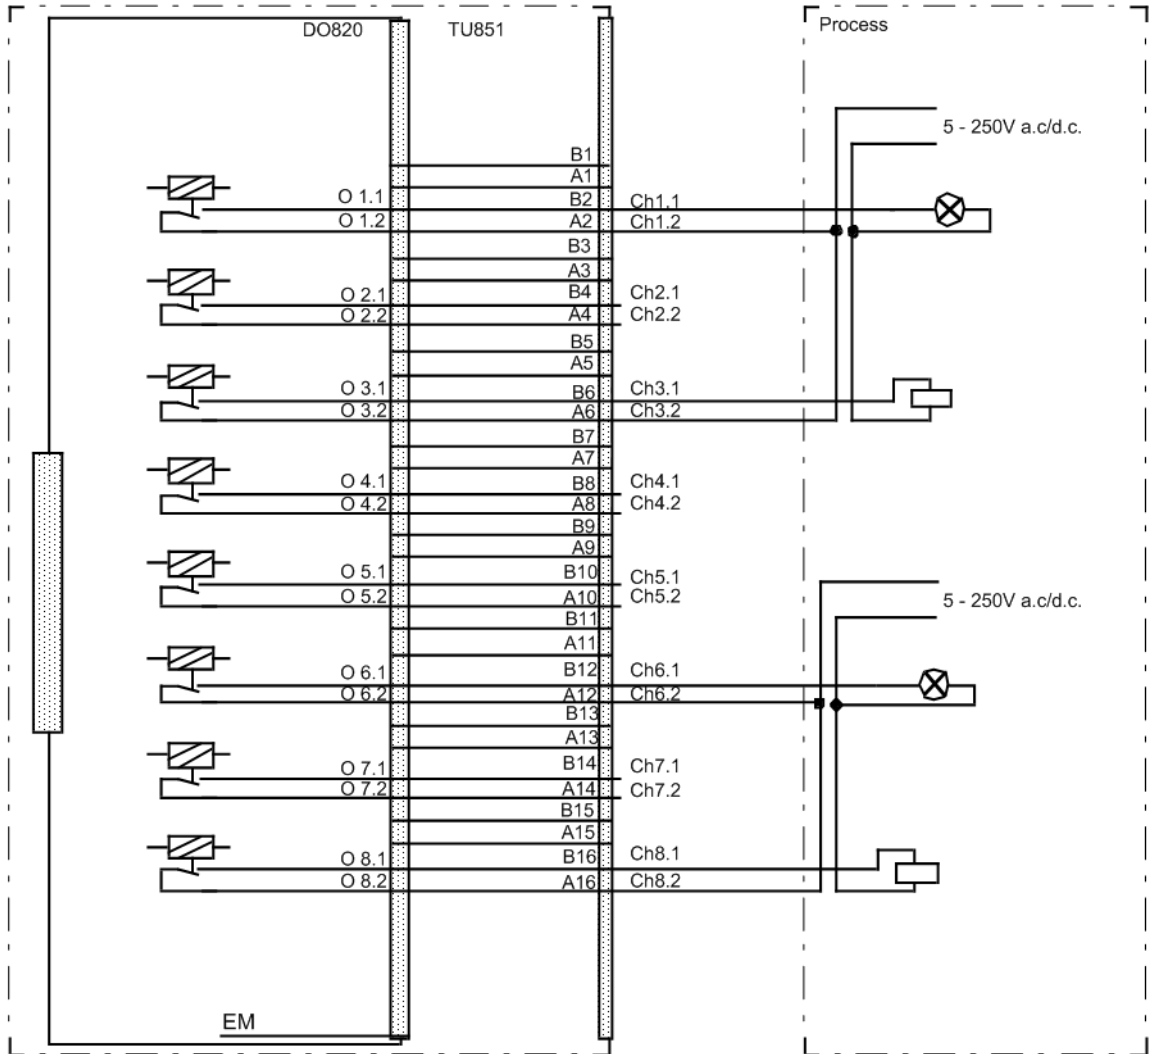 DO820 TU851 Process
5 - 250V a.c/d.c.
B1
A1
O 1.1 B2 Ch1.1
O 1.2 A2 Ch1.2
B3
A3
O 2.1 B4 Ch2.1
O 2.2 A4 Ch2.2
B5
A5
O 3.1 B6 Ch3.1
O 3.2 A6 Ch3.2
B7
A7
O 4.1 B8 Ch4.1
O 4.2 A8 Ch4.2
B9
A9
O 5.1 B10 Ch5.1
O 5.2 A10 Ch5.2
5 - 250V a.c/d.c.
B11
A11
O 6.1 B12 Ch6.1
O 6.2 A12 Ch6.2
B13
A13
O 7.1 B14 Ch7.1
O 7.2 A14 Ch7.2
B15
A15
O 8.1 B16 Ch8.1
O 8.2 A16 Ch8.2
EM